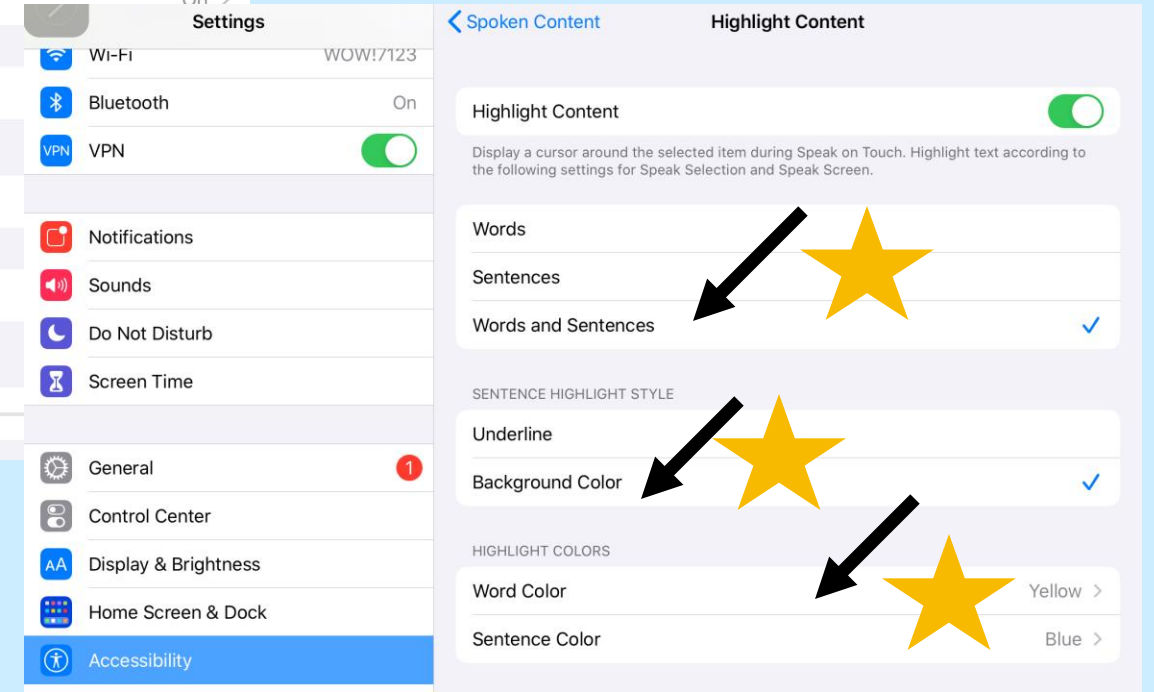 On >
Settings
Wi-Fi WOW!7123
Bluetooth On
VPN VPN
Notifications
Sounds
Do Not Disturb
Screen Time
General 1
Control Center
AA Display & Brightness
Home Screen & Dock
Accessibility
< Spoken Content Highlight Content
Highlight Content
Display a cursor around the selected item during Speak on Touch. Highlight text according to
the following settings for Speak Selection and Speak Screen.
Words
Sentences
Words and Sentences
SENTENCE HIGHLIGHT STYLE
Underline
Background Color
HIGHLIGHT COLORS
Word Color Yellow >
Sentence Color Blue >